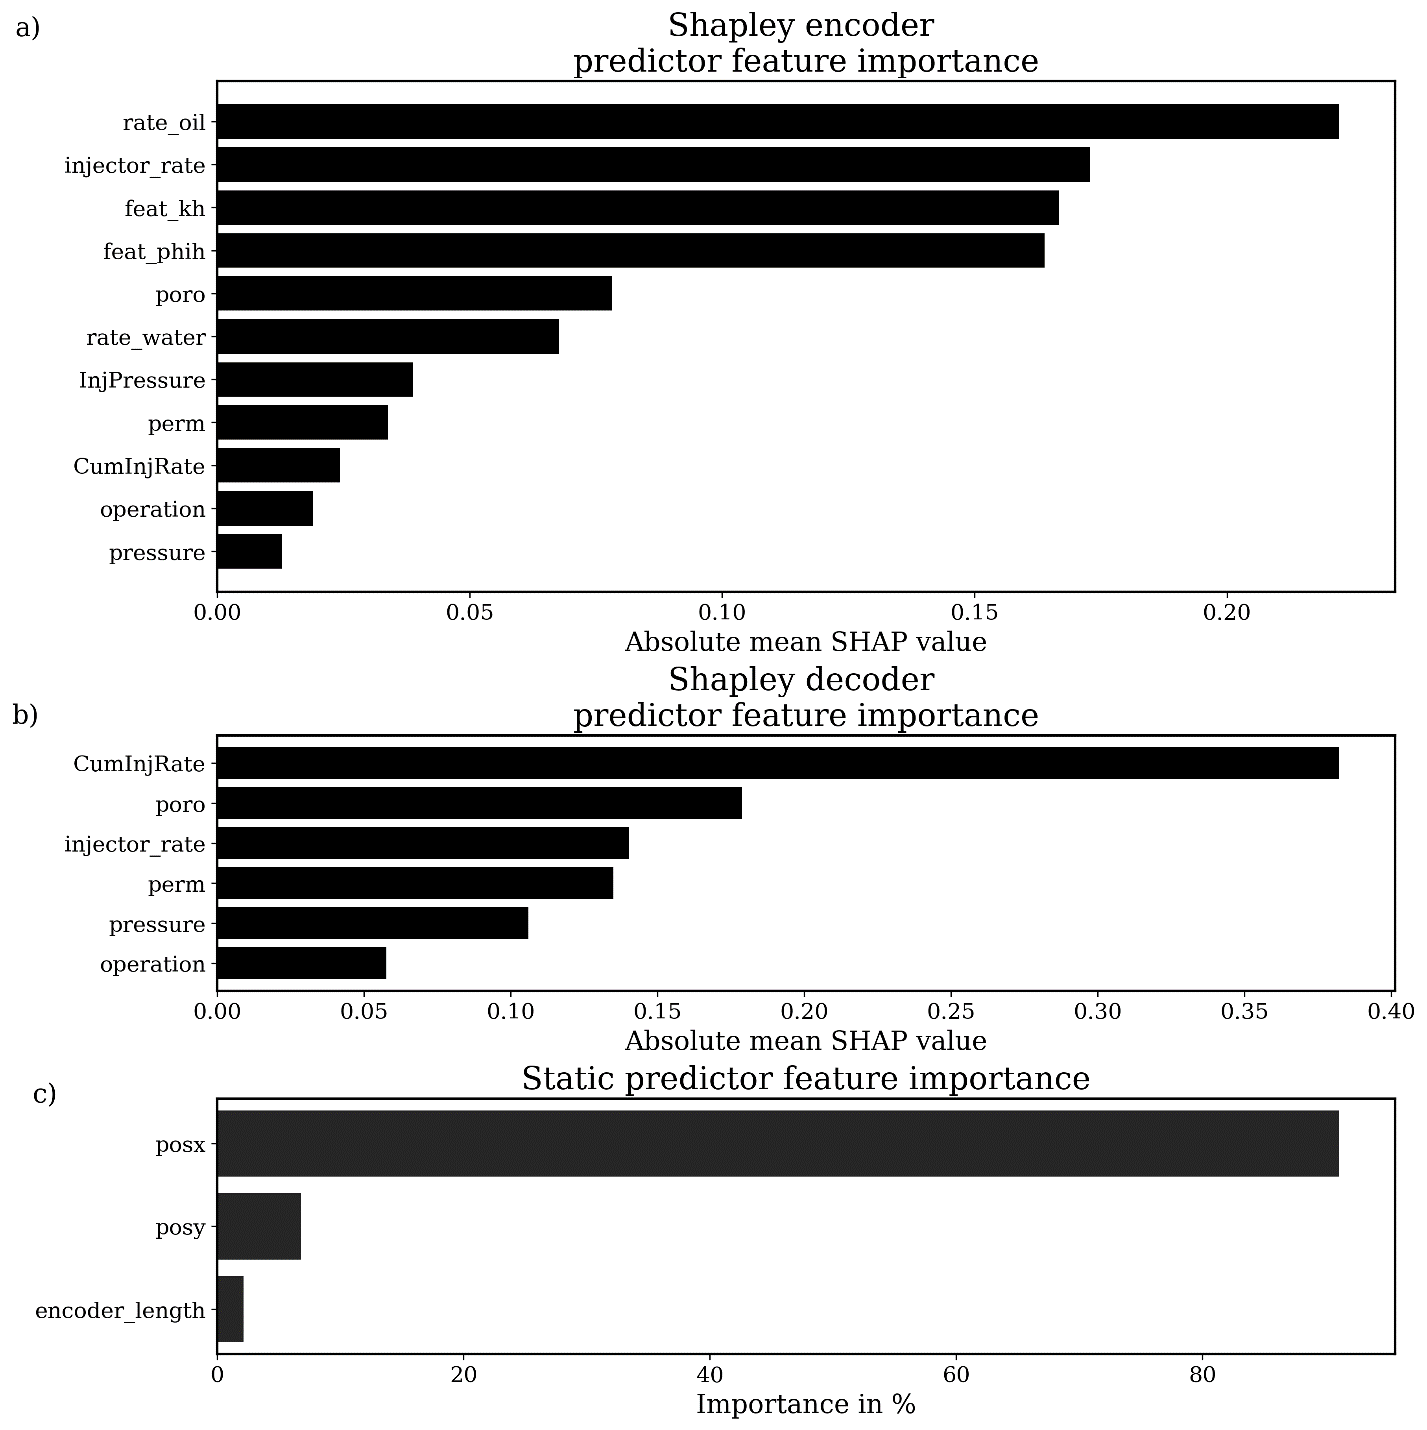 a)
Shapley encoder
predictor feature importance
rate_oil
injector_rate
feat_kh
feat_phih
poro
rate_water
InjPressure
perm
CumInjRate
operation
pressure
0.00 0.05 0.10 0.15 0.20
Absolute mean SHAP value
b)
Shapley decoder
predictor feature importance
CumInjRate
poro
injector_rate
perm
pressure
operation
0.00 0.05 0.10 0.15 0.20 0.25 0.30 0.35 0.40
Absolute mean SHAP value
c)
Static predictor feature importance
posx
posy
encoder_length
0 20 40 60 80
Importance in %